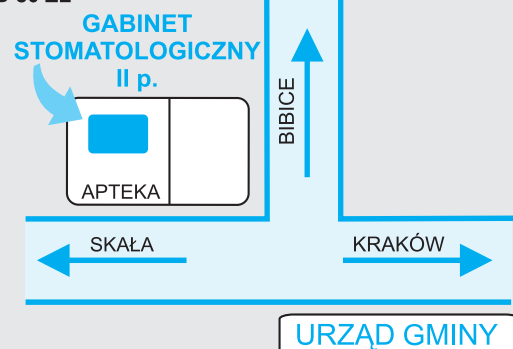 GABINET
STOMATOLOGICZNY
II p.
BIBICE
APTEKA
SKAŁA
KRAKÓW
URZĄD GMINY